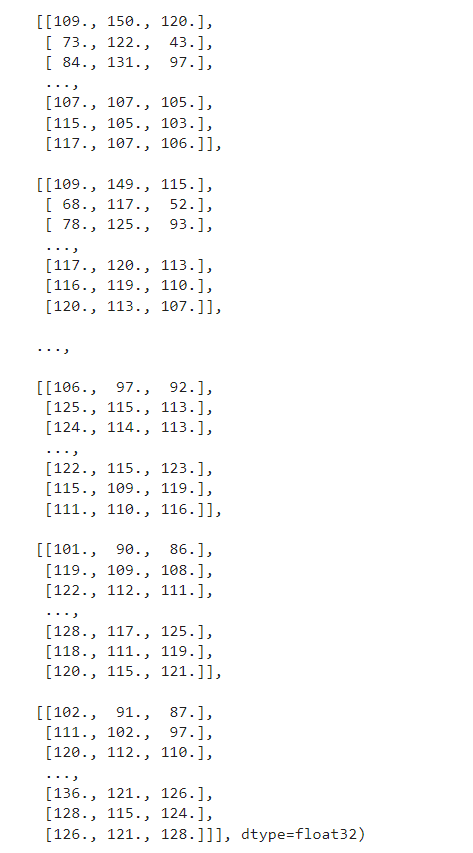 [[109., 150., 120.],
[ 73., 122., 43.],
[ 84., 131., 97.],
...,
[107., 107., 105.],
[115., 105., 103.],
[117., 107., 106.]],
[[109., 149., 115.],
[ 68., 117., 52.],
[ 78., 125., 93.],
...,
[117., 120., 113.],
[116., 119., 110.],
[120., 113., 107.]],
...,
[[106., 97., 92.],
[125., 115., 113.],
[124., 114., 113.],
...,
[122., 115., 123.],
[115., 109., 119.],
[111., 110., 116.]],
[[101., 90., 86.],
[119., 109., 108.],
[122., 112., 111.],
...,
[128., 117., 125.],
[118., 111., 119.],
[120., 115., 121.]],
[[102., 91., 87.],
[111., 102., 97.],
[120., 112., 110.],
...,
[136., 121., 126.],
[128., 115., 124.],
[126., 121., 128.]]], dtype=float32)